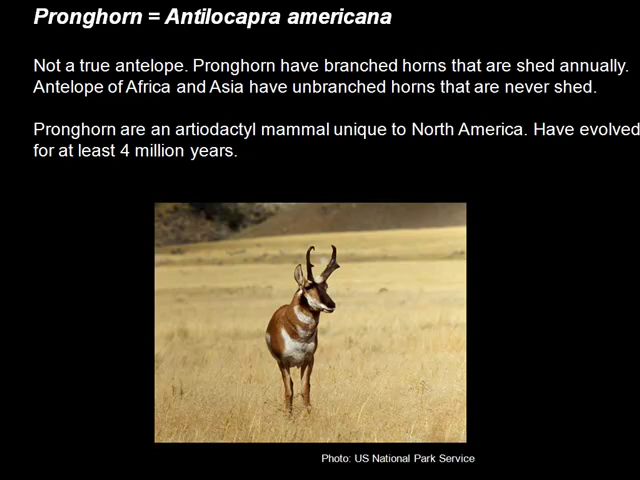 Pronghorn = Antilocapra americana
Not a true antelope. Pronghorn have branched horns that are shed annually.
Antelope of Africa and Asia have unbranched horns that are never shed.
Pronghorn are an artiodactyl mammal unique to North America. Have evolved
for at least 4 million years.
Photo: US National Park Service